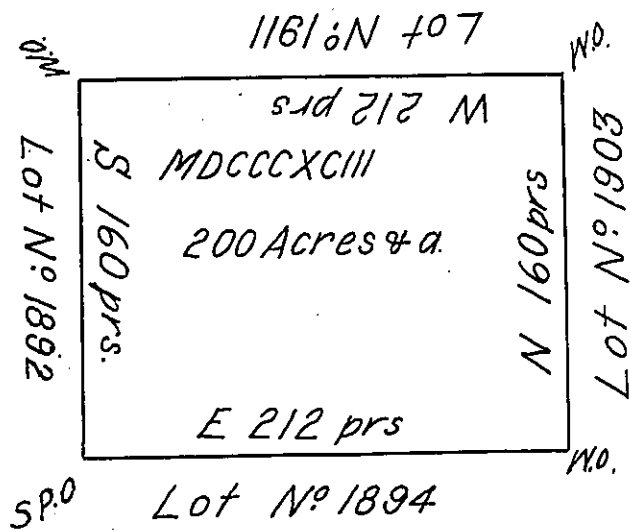 Lot Nº 1911
W.O.
W.O.
W 212 prs
Lot Nº 1892
S 160 prs.
MDCCCXCIII
200 Acres & a.
N 160 prs
Lot Nº 1903
E 212 prs
W.O.
SP.O
Lot Nº 1894